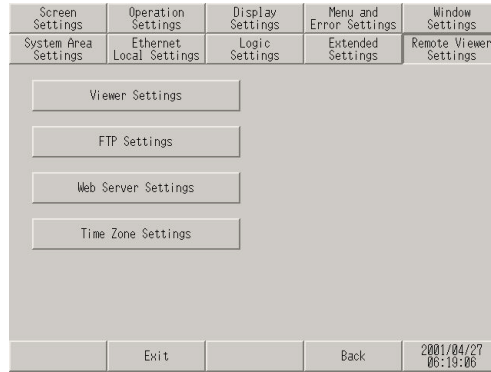 Screen Settings
Operation Settings
Display Settings
Menu and Error Settings
Window Settings
System Area Settings
Ethernet Local Settings
Logic Settings
Extended Settings
Remote Viewer Settings
Viewer Settings
FTP Settings
Web Server Settings
Time Zone Settings
Exit
Back
2001/04/27
06:19:06